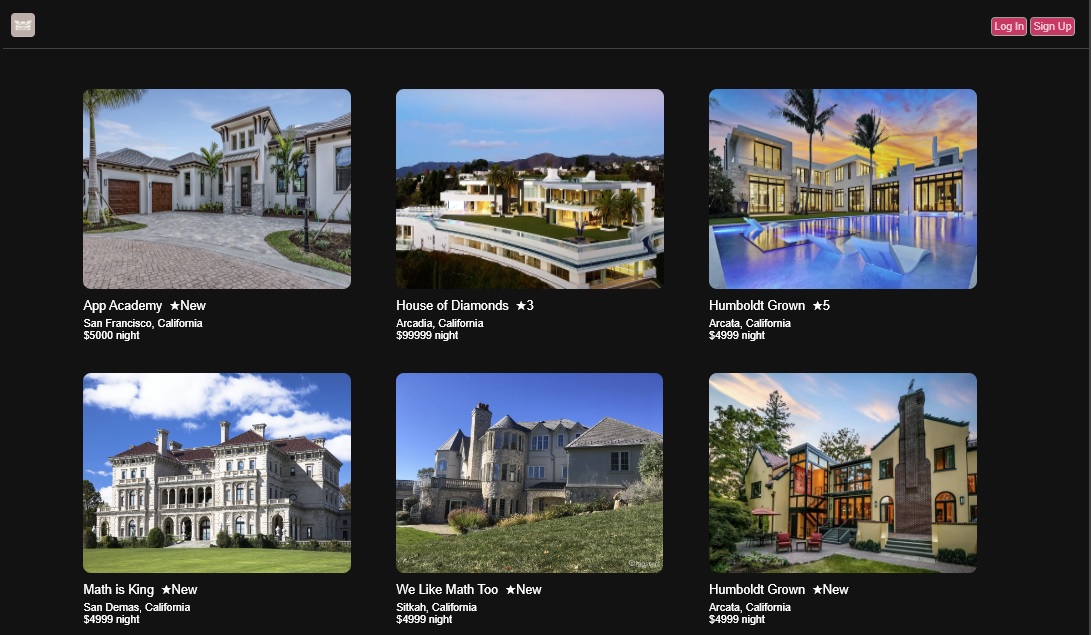 Log In Sign Up
App Academy ★New
San Francisco, California
$5000 night
House of Diamonds ★3
Arcadia, California
$99999 night
Humboldt Grown ★5
Arcata, California
$4999 night
Math is King ★New
San Demas, California
$4999 night
We Like Math Too ★New
Sitkah, California
$4999 night
Humboldt Grown ★New
Arcata, California
$4999 night